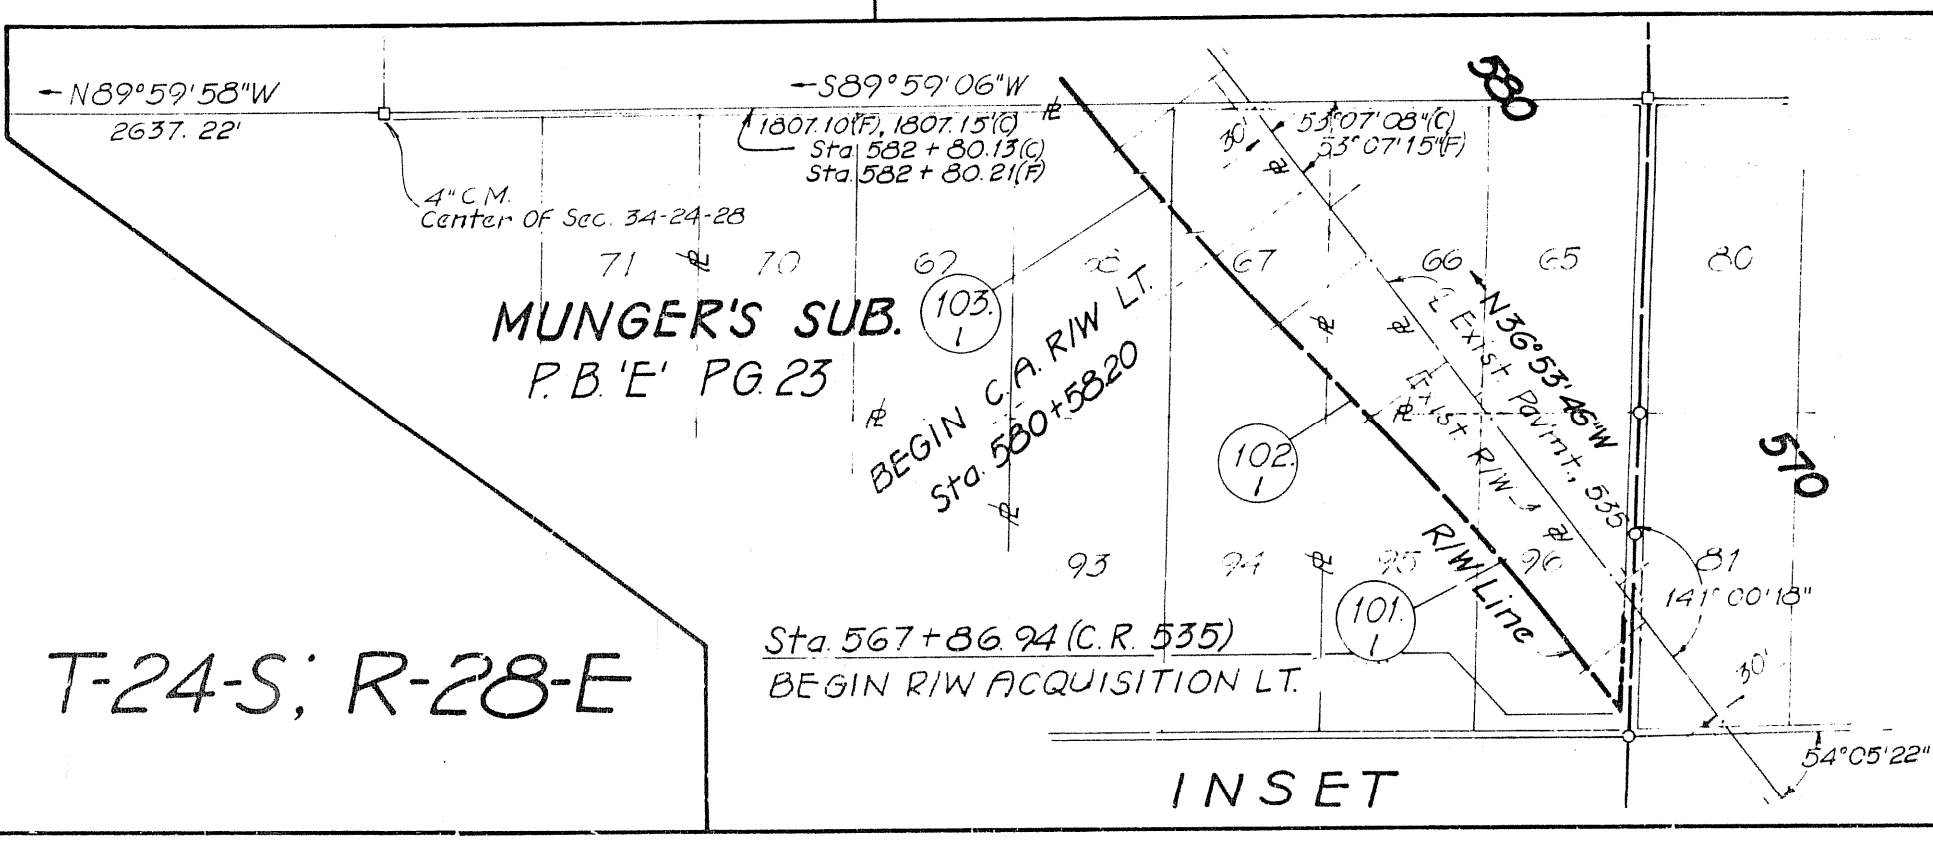 N89°59'58"W
2637.22'
S89°59'06"W
1807.10(F), 1807.15'(C)
Sta. 582 + 80.13(C)
Sta. 582 + 80.21(F)
4" C.M.
Center Of Sec. 34-24-28
580
30'
53°07'08"(C)
53°07'15"(F)
71
70
69
68
67
66
65
80
MUNGER'S SUB.
P.B. 'E' PG. 23
103.
1
BEGIN C.A. R/W LT.
Sta. 580+58.20
N36°53'46"W
℄ Exist. Pavm't., 535
Exist. R/W
570
102.
1
R/W Line
93
94
95
96
81
141°00'18"
101.
1
Sta. 567+86.94 (C.R. 535)
BEGIN R/W ACQUISITION LT.
30'
54°05'22"
T-24-S; R-28-E
INSET